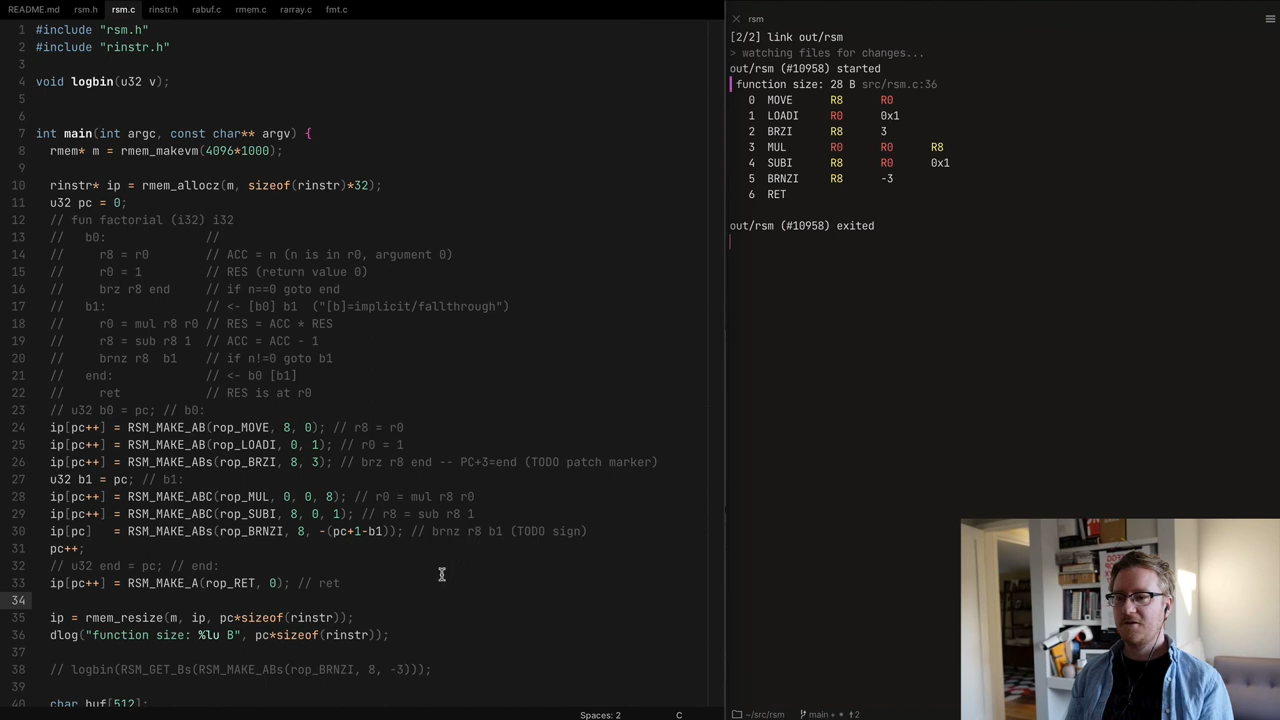 README.md rsm.h rsm.c rinstr.h rabuf.c rmem.c rarray.c fmt.c
1 #include "rsm.h"
2 #include "rinstr.h"
3
4 void logbin(u32 v);
5
6
7 int main(int argc, const char** argv) {
8 rmem* m = rmem_makevm(4096*1000);
9
10 rinstr* ip = rmem_allocz(m, sizeof(rinstr)*32);
11 u32 pc = 0;
12 // fun factorial (i32) i32
13 // b0: //
14 // r8 = r0 // ACC = n (n is in r0, argument 0)
15 // r0 = 1 // RES (return value 0)
16 // brz r8 end // if n==0 goto end
17 // b1: // <- [b0] b1 ("[b]=implicit/fallthrough")
18 // r0 = mul r8 r0 // RES = ACC * RES
19 // r8 = sub r8 1 // ACC = ACC - 1
20 // brnz r8 b1 // if n!=0 goto b1
21 // end: // <- b0 [b1]
22 // ret // RES is at r0
23 // u32 b0 = pc; // b0:
24 ip[pc++] = RSM_MAKE_AB(rop_MOVE, 8, 0); // r8 = r0
25 ip[pc++] = RSM_MAKE_AB(rop_LOADI, 0, 1); // r0 = 1
26 ip[pc++] = RSM_MAKE_ABs(rop_BRZI, 8, 3); // brz r8 end -- PC+3=end (TODO patch marker)
27 u32 b1 = pc; // b1:
28 ip[pc++] = RSM_MAKE_ABC(rop_MUL, 0, 0, 8); // r0 = mul r8 r0
29 ip[pc++] = RSM_MAKE_ABC(rop_SUBI, 8, 0, 1); // r8 = sub r8 1
30 ip[pc] = RSM_MAKE_ABs(rop_BRNZI, 8, -(pc+1-b1)); // brnz r8 b1 (TODO sign)
31 pc++;
32 // u32 end = pc; // end:
33 ip[pc++] = RSM_MAKE_A(rop_RET, 0); // ret
34
35 ip = rmem_resize(m, ip, pc*sizeof(rinstr));
36 dlog("function size: %lu B", pc*sizeof(rinstr));
37
38 // logbin(RSM_GET_Bs(RSM_MAKE_ABs(rop_BRNZI, 8, -3)));
39
40 char buf[512];
Spaces: 2 C
rsm
[2/2] link out/rsm
> watching files for changes...
out/rsm (#10958) started
function size: 28 B src/rsm.c:36
0 MOVE R8 R0
1 LOADI R0 0x1
2 BRZI R8 3
3 MUL R0 R0 R8
4 SUBI R8 R0 0x1
5 BRNZI R8 -3
6 RET
out/rsm (#10958) exited
~/src/rsm main + * ↑2